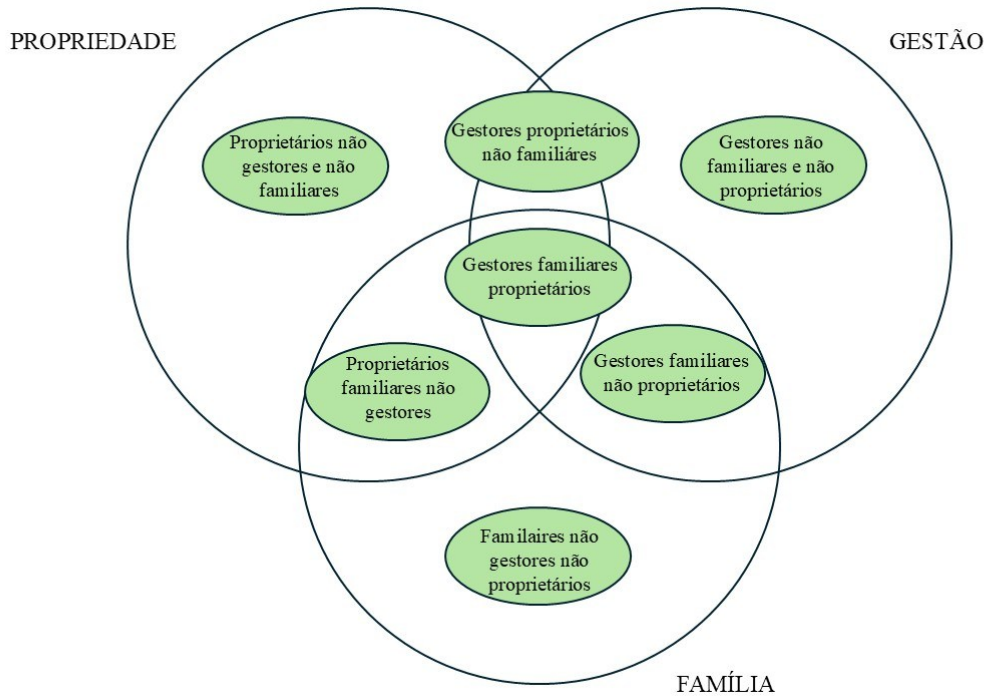 PROPRIEDADE
GESTÃO
Gestores proprietários
não familiáres
Proprietários não
gestores e não
familiares
Gestores não
familiares e não
proprietários
Gestores familiares
proprietários
Proprietários
familiares não
gestores
Gestores familiares
não proprietários
Familaires não
gestores não
proprietários
FAMÍLIA